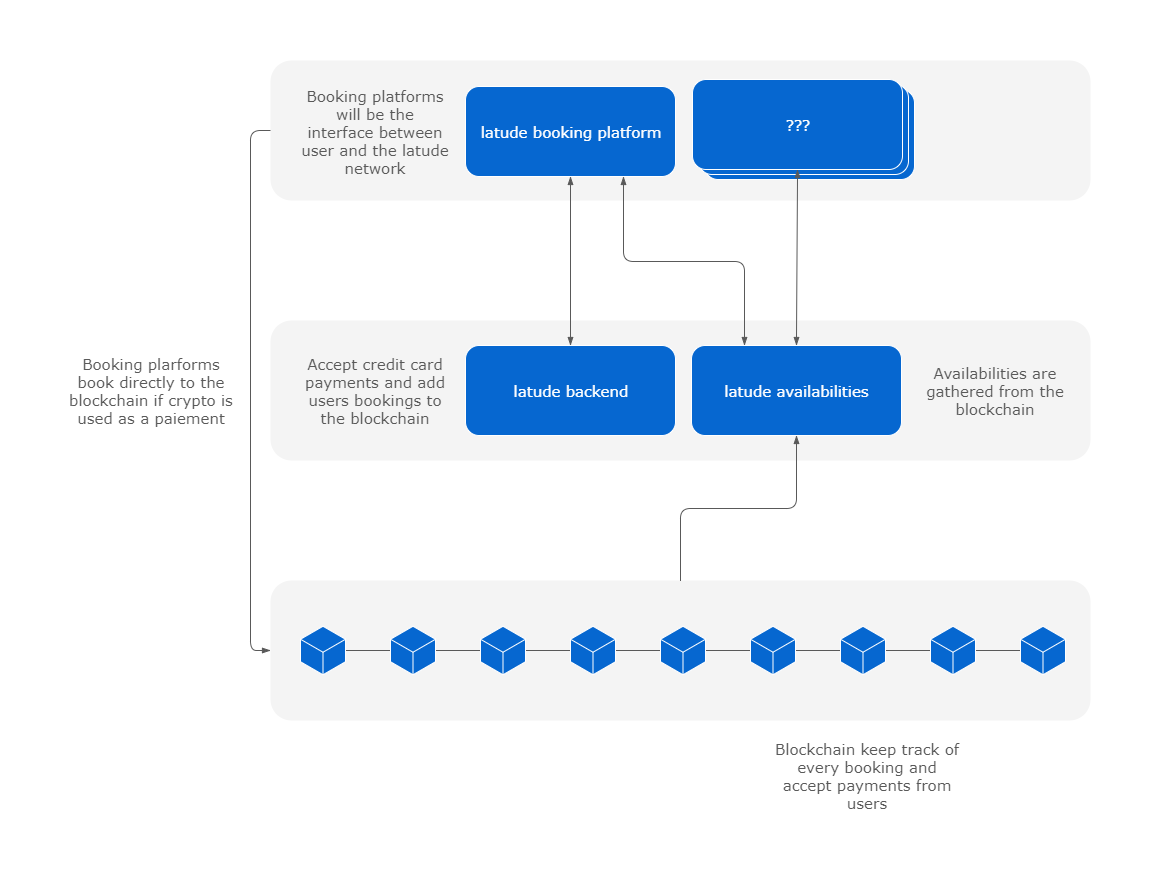 Booking platforms
will be the
interface between
user and the latude
network
latude booking platform
???
Booking plarforms
book directly to the
blockchain if crypto is
used as a paiement
Accept credit card
payments and add
users bookings to
the blockchain
latude backend
latude availabilities
Availabilities are
gathered from the
blockchain
Blockchain keep track of
every booking and
accept payments from
users